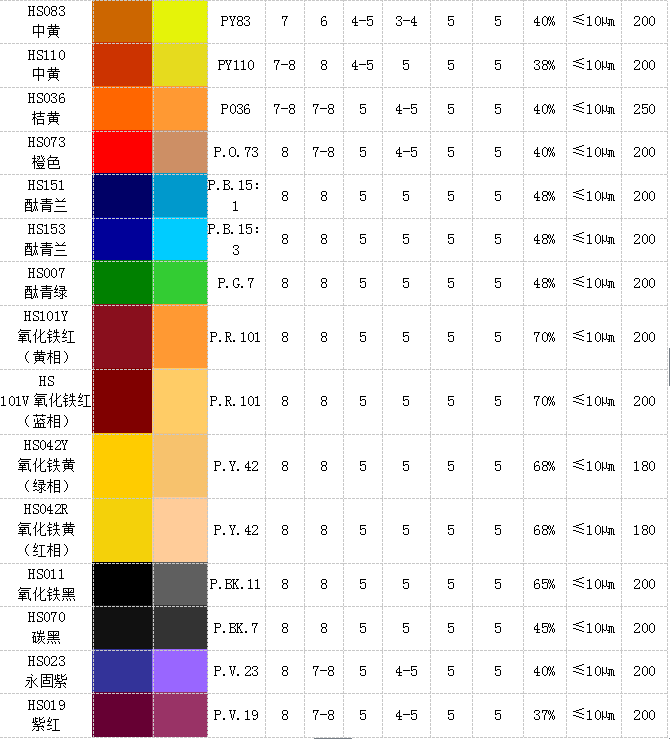 HS083
中黄 PY83 7 6 4-5 3-4 5 5 40% ≤10μm 200
HS110
中黄 PY110 7-8 8 4-5 5 5 5 38% ≤10μm 200
HS036
桔黄 PO36 7-8 7-8 5 4-5 5 5 40% ≤10μm 250
HS073
橙色 P.O.73 8 7-8 5 4-5 5 5 40% ≤10μm 200
HS151
酞青兰 P.B.15:
1 8 8 5 5 5 5 48% ≤10μm 200
HS153
酞青兰 P.B.15:
3 8 8 5 5 5 5 48% ≤10μm 200
HS007
酞青绿 P.G.7 8 8 5 5 5 5 48% ≤10μm 200
HS101Y
氧化铁红 P.R.101 8 8 5 5 5 5 70% ≤10μm 200
（黄相）
HS
101V 氧化铁红 P.R.101 8 8 5 5 5 5 70% ≤10μm 200
（蓝相）
HS042Y
氧化铁黄 P.Y.42 8 8 5 5 5 5 68% ≤10μm 180
（绿相）
HS042R
氧化铁黄 P.Y.42 8 8 5 5 5 5 68% ≤10μm 180
（红相）
HS011
氧化铁黑 P.BK.11 8 8 5 5 5 5 65% ≤10μm 200
HS070
碳黑 P.BK.7 8 8 5 5 5 5 45% ≤10μm 200
HS023
永固紫 P.V.23 8 7-8 5 4-5 5 5 40% ≤10μm 200
HS019
紫红 P.V.19 8 7-8 5 4-5 5 5 37% ≤10μm 200